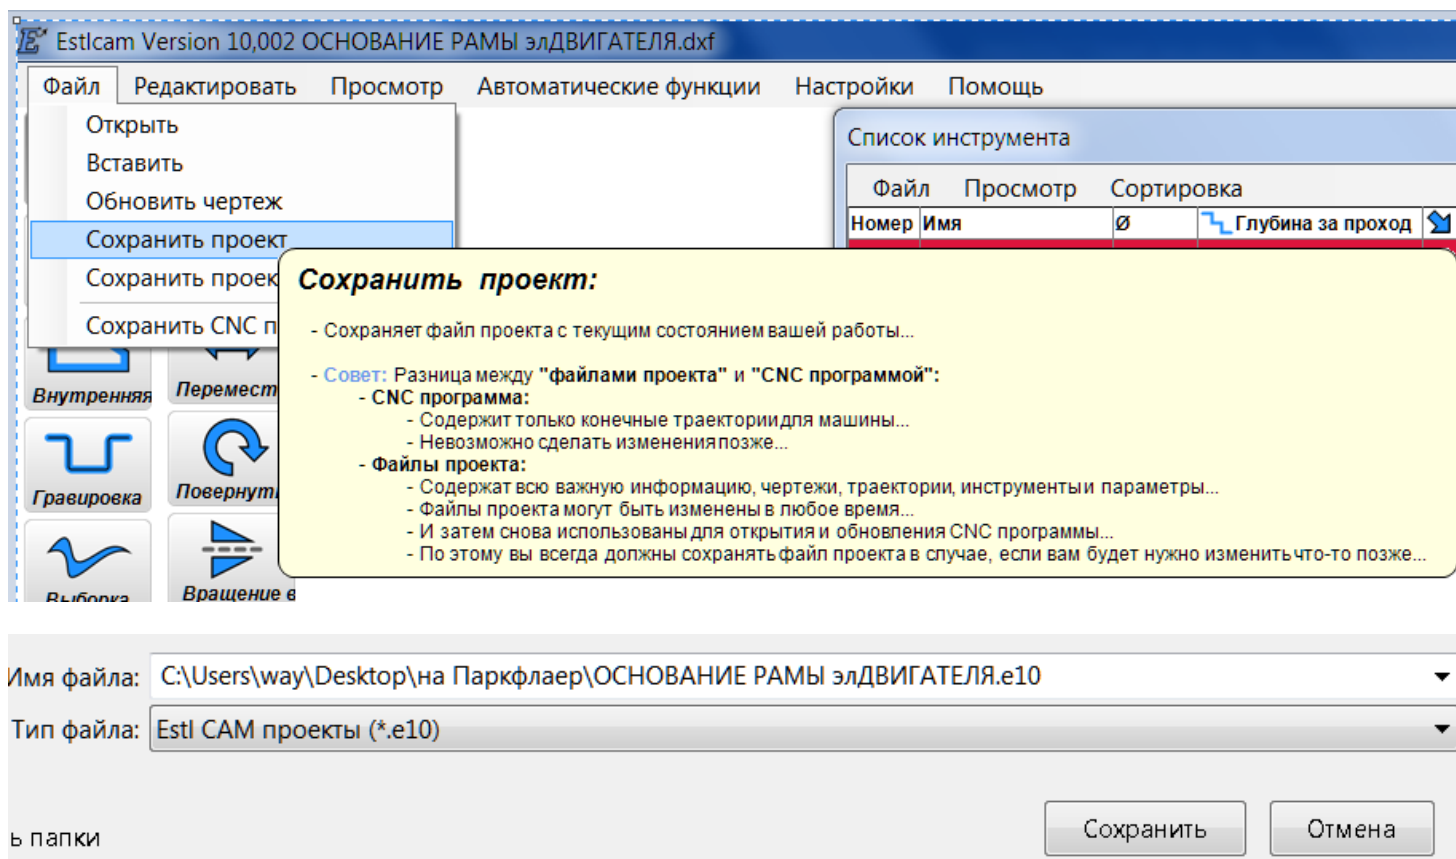 Estlcam Version 10,002 ОСНОВАНИЕ РАМЫ элДВИГАТЕЛЯ.dxf
Файл Редактировать Просмотр Автоматические функции Настройки Помощь
Открыть
Вставить
Обновить чертеж
Сохранить проект
Сохранить проек
Сохранить CNC п
Список инструмента
Файл Просмотр Сортировка
Номер Имя Ø Глубина за проход
Сохранить проект:
- Сохраняет файл проекта с текущим состоянием вашей работы...
- Совет: Разница между "файлами проекта" и "CNC программой":
- CNC программа:
- Содержит только конечные траектории для машины...
- Невозможно сделать изменения позже...
- Файлы проекта:
- Содержат всю важную информацию, чертежи, траектории, инструменты и параметры...
- Файлы проекта могут быть изменены в любое время...
- И затем снова использованы для открытия и обновления CNC программы...
- По этому вы всегда должны сохранять файл проекта в случае, если вам будет нужно изменить что-то позже...
Внутренняя Перемест
Гравировка Повернуть
Выборка Вращение в
Имя файла: C:\Users\way\Desktop\на Паркфлаер\ОСНОВАНИЕ РАМЫ элДВИГАТЕЛЯ.e10
Тип файла: Estl CAM проекты (*.e10)
ь папки
Сохранить Отмена